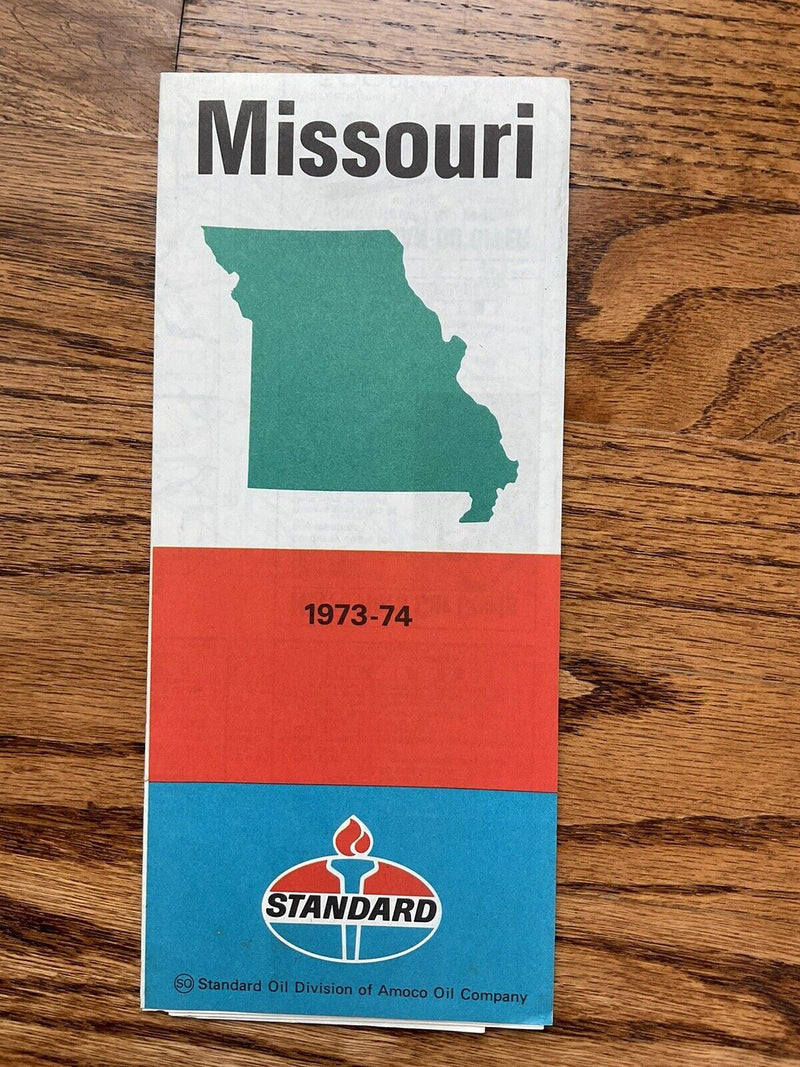 Missouri
1973-74
STANDARD
SO Standard Oil Division of Amoco Oil Company